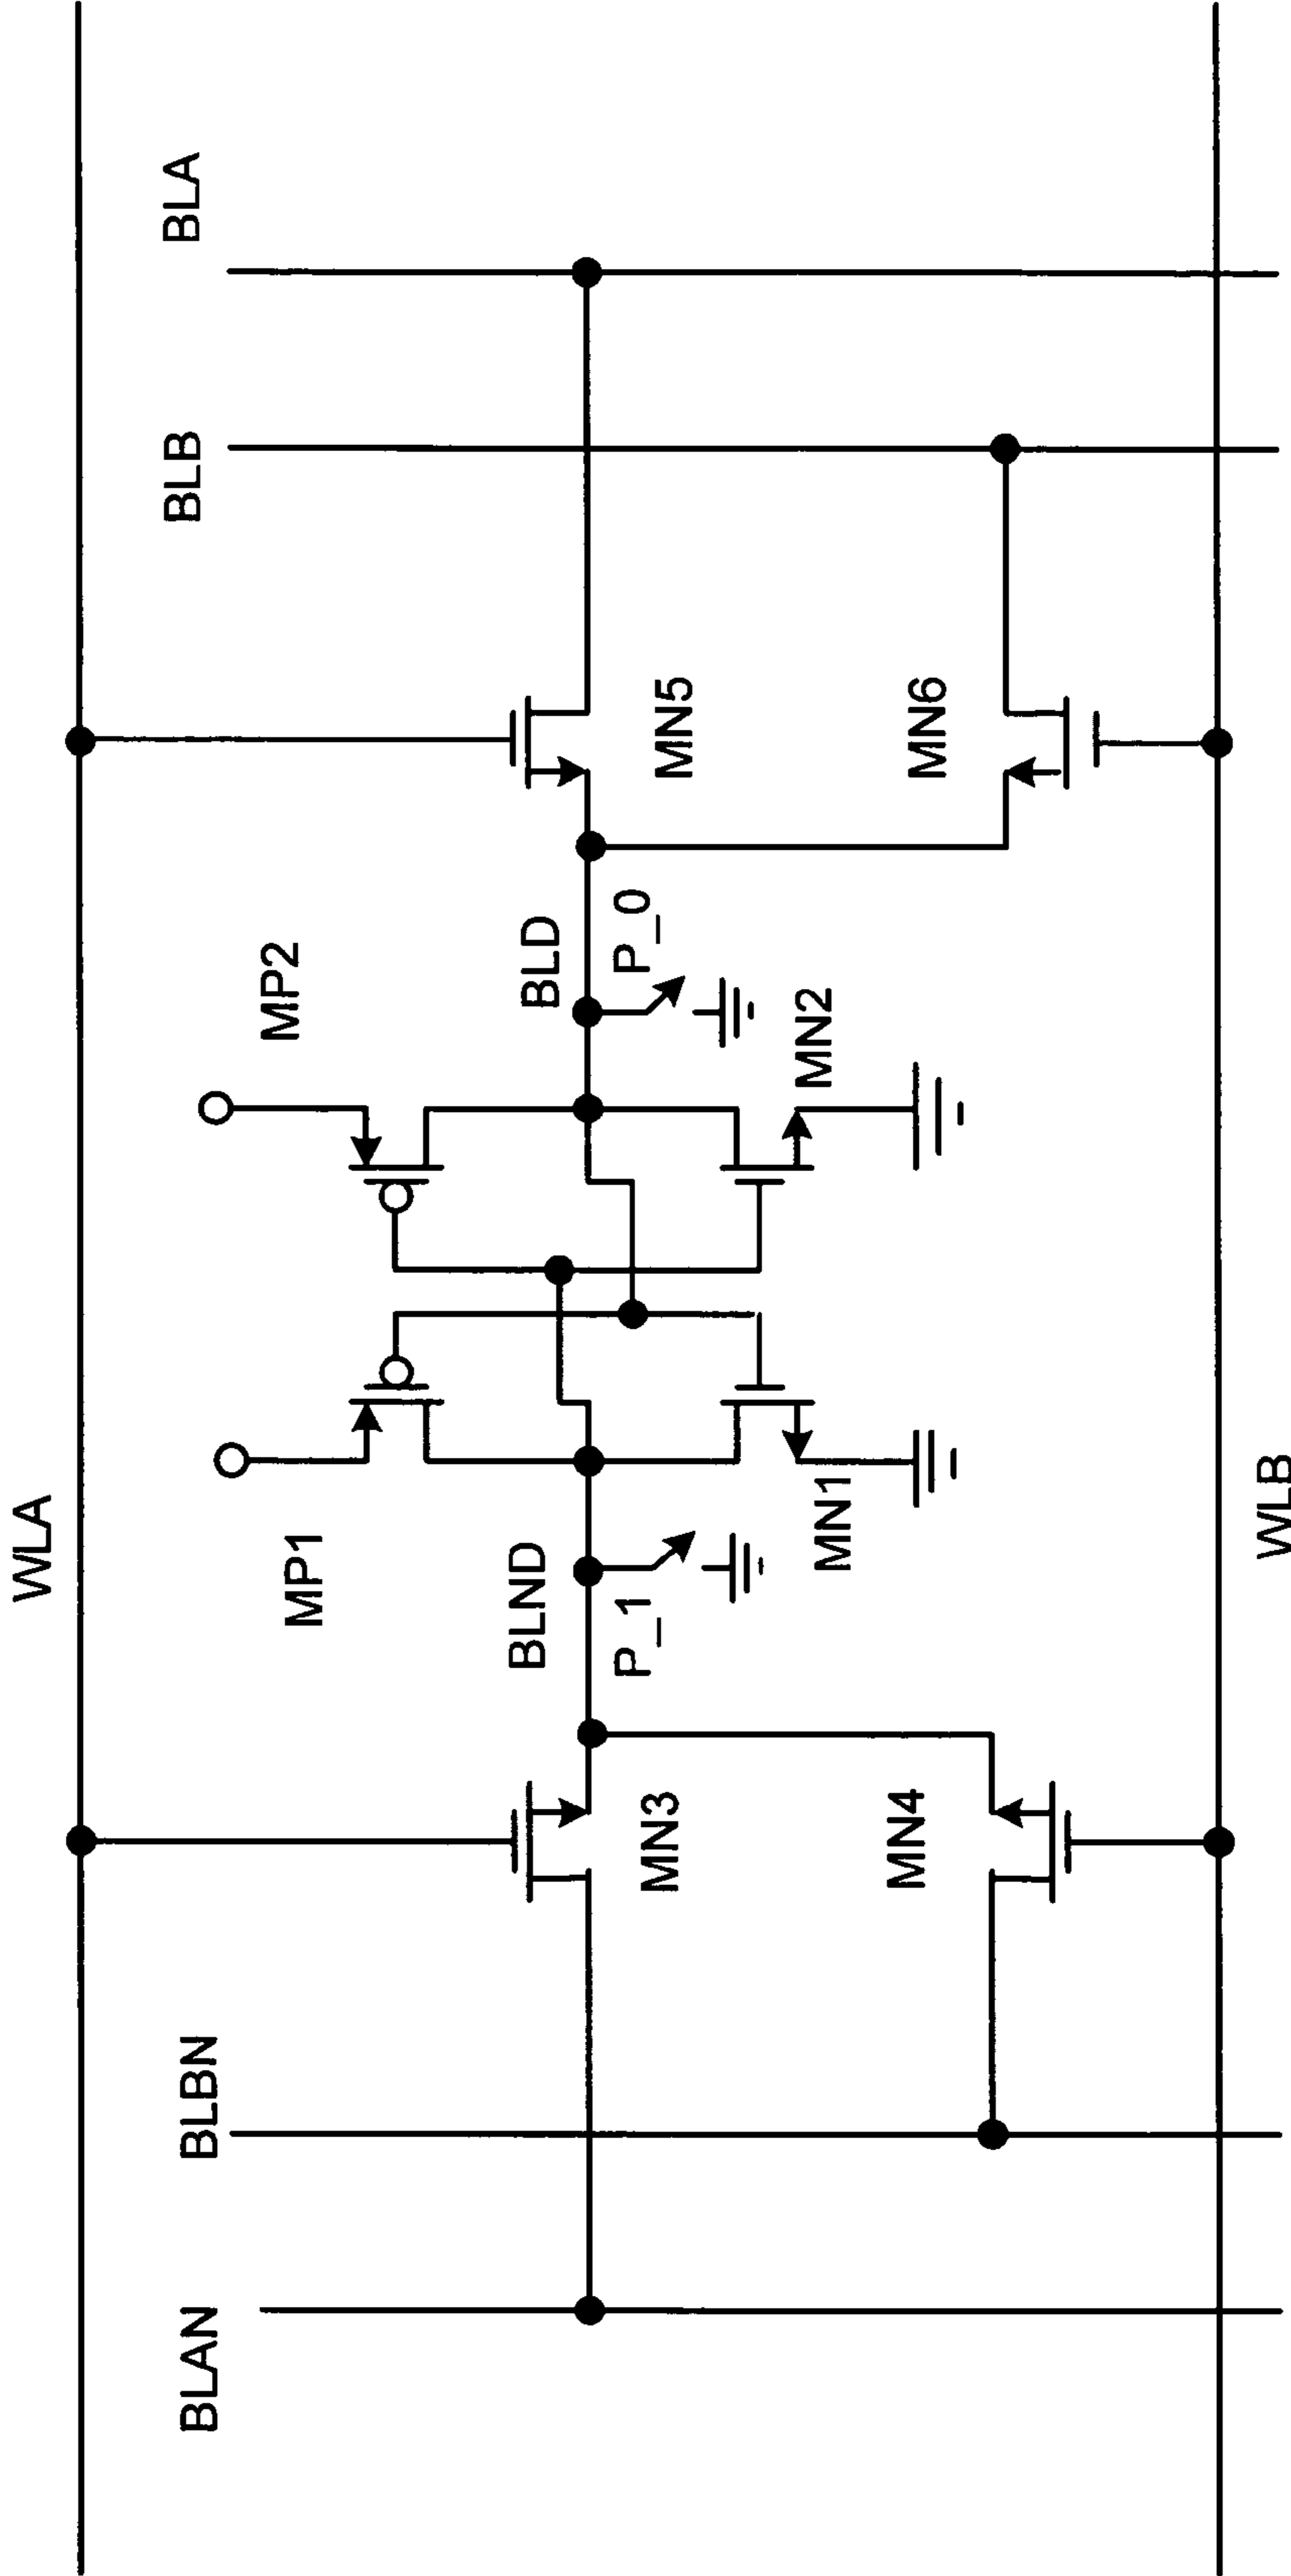 WLA
BLAN
BLBN
BLB
BLA
MP1
MP2
BLND
BLD
P_1
P_0
MN3
MN5
MN1
MN2
MN4
MN6
WLB